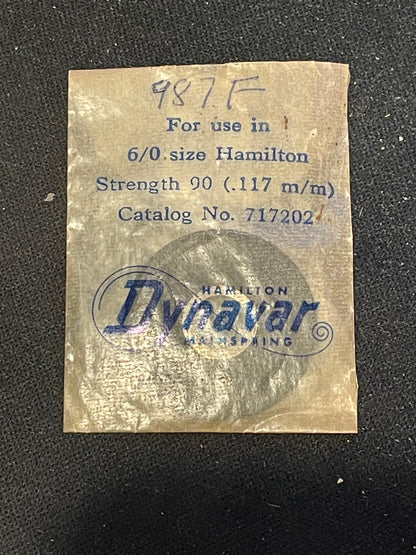 987F
For use in
6/0 size Hamilton
Strength 90 (.117 m/m)
Catalog No. 717202
HAMILTON
Dynavar
MAINSPRING